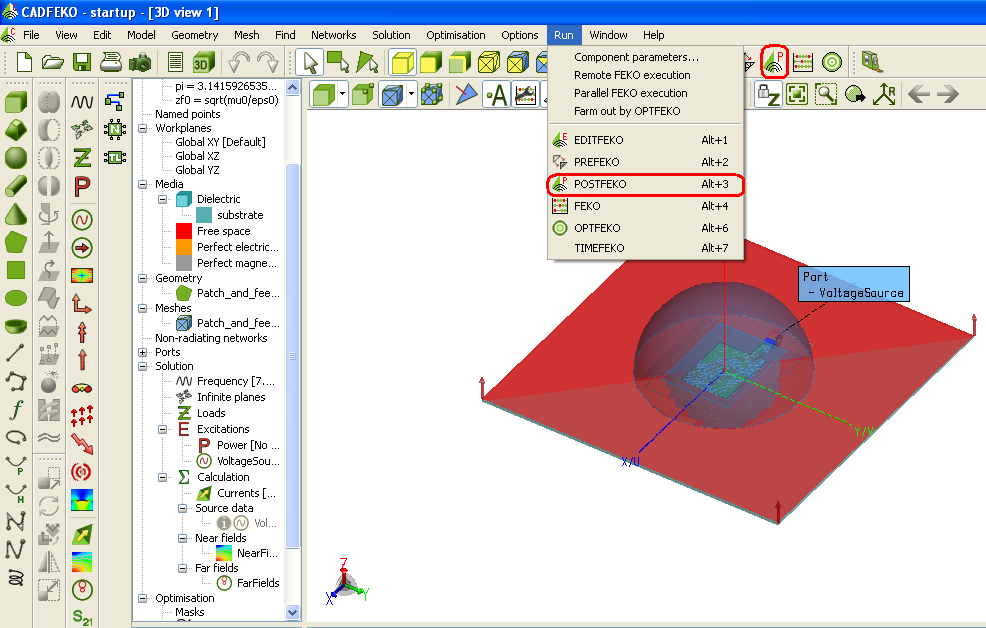 CADFEKO - startup - [3D view 1]
File View Edit Model Geometry Mesh Find Networks Solution Optimisation Options Run Window Help
3D
P
A
Z
R
pi = 3.1415926535...
zf0 = sqrt(mu0/eps0)
Named points
Workplanes
Global XY [Default]
Global XZ
Global YZ
Media
Dielectric
substrate
Free space
Perfect electric...
Perfect magne...
Geometry
Patch_and_fee...
Meshes
Patch_and_fee...
Non-radiating networks
Ports
Solution
Frequency [7....
Infinite planes
Loads
Excitations
Power [No ...
VoltageSou...
Calculation
Currents [...
Source data
Vol...
Near fields
NearFi...
Far fields
FarFields
Optimisation
Masks
Component parameters...
Remote FEKO execution
Parallel FEKO execution
Farm out by OPTFEKO
EDITFEKO Alt+1
PREFEKO Alt+2
POSTFEKO Alt+3
FEKO Alt+4
OPTFEKO Alt+6
TIMEFEKO Alt+7
Port
- VoltageSource
X/U
Y/V
Z
X
Y
N
TL
Z
P
f
P
H
N
N
S21